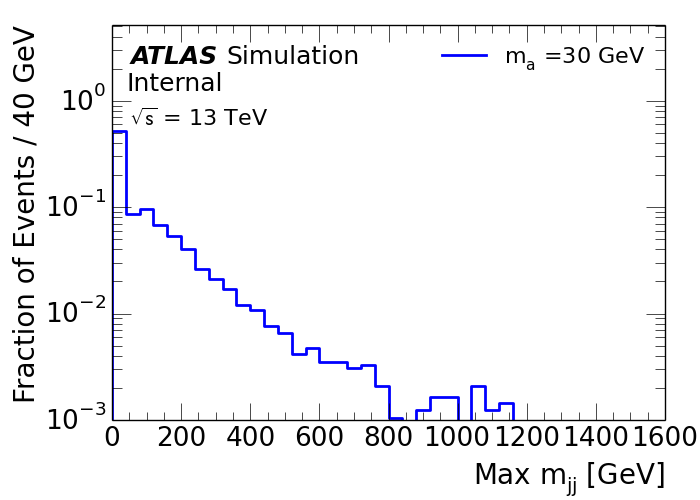 ATLAS Simulation
Internal
√s = 13 TeV
mₐ =30 GeV
Fraction of Events / 40 GeV
10⁰
10⁻¹
10⁻²
10⁻³
0 200 400 600 800 1000 1200 1400 1600
Max m_jj [GeV]